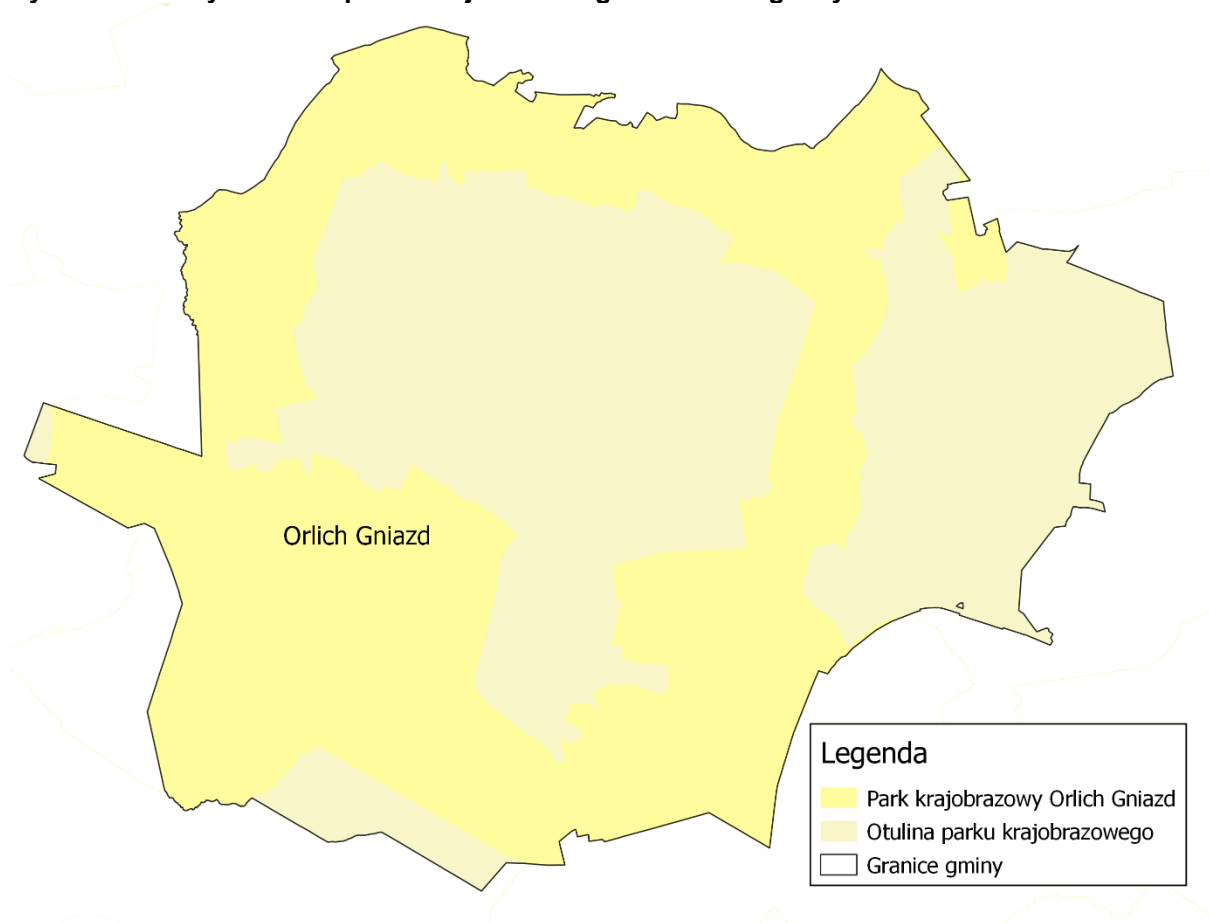 Orlich Gniazd
Legenda
Park krajobrazowy Orlich Gniazd
Otulina parku krajobrazowego
Granice gminy